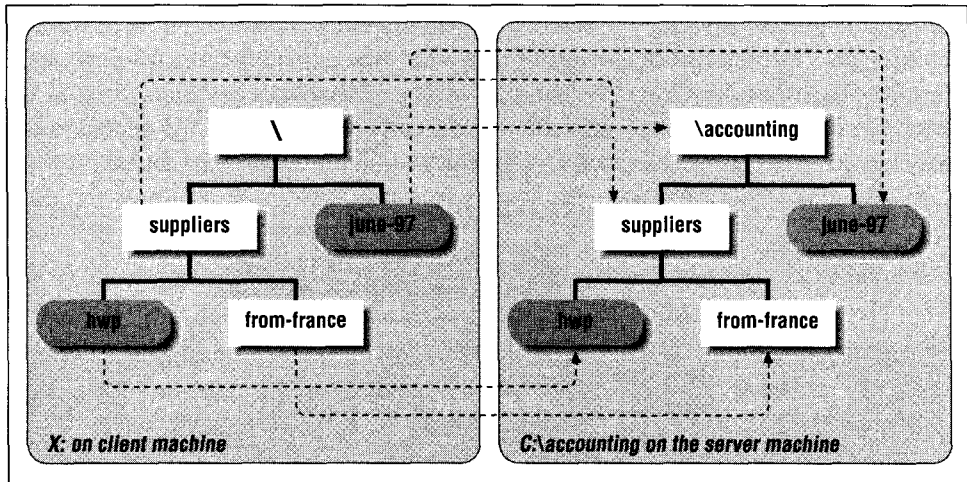 \
\accounting
suppliers
june-97
suppliers
june-97
hwp
from-france
hwp
from-france
X: on client machine
C:\accounting on the server machine